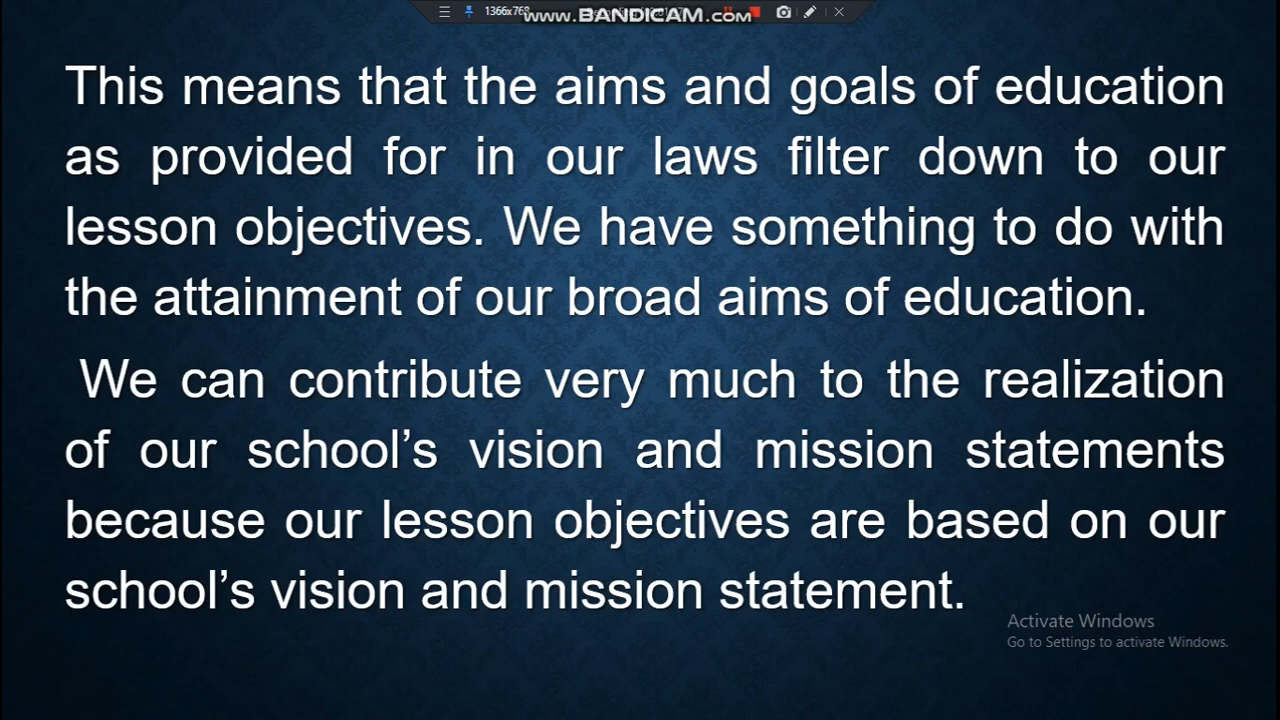 1366x768
www.BANDICAM.com
This means that the aims and goals of education
as provided for in our laws filter down to our
lesson objectives. We have something to do with
the attainment of our broad aims of education.
We can contribute very much to the realization
of our school’s vision and mission statements
because our lesson objectives are based on our
school’s vision and mission statement.
Activate Windows
Go to Settings to activate Windows.